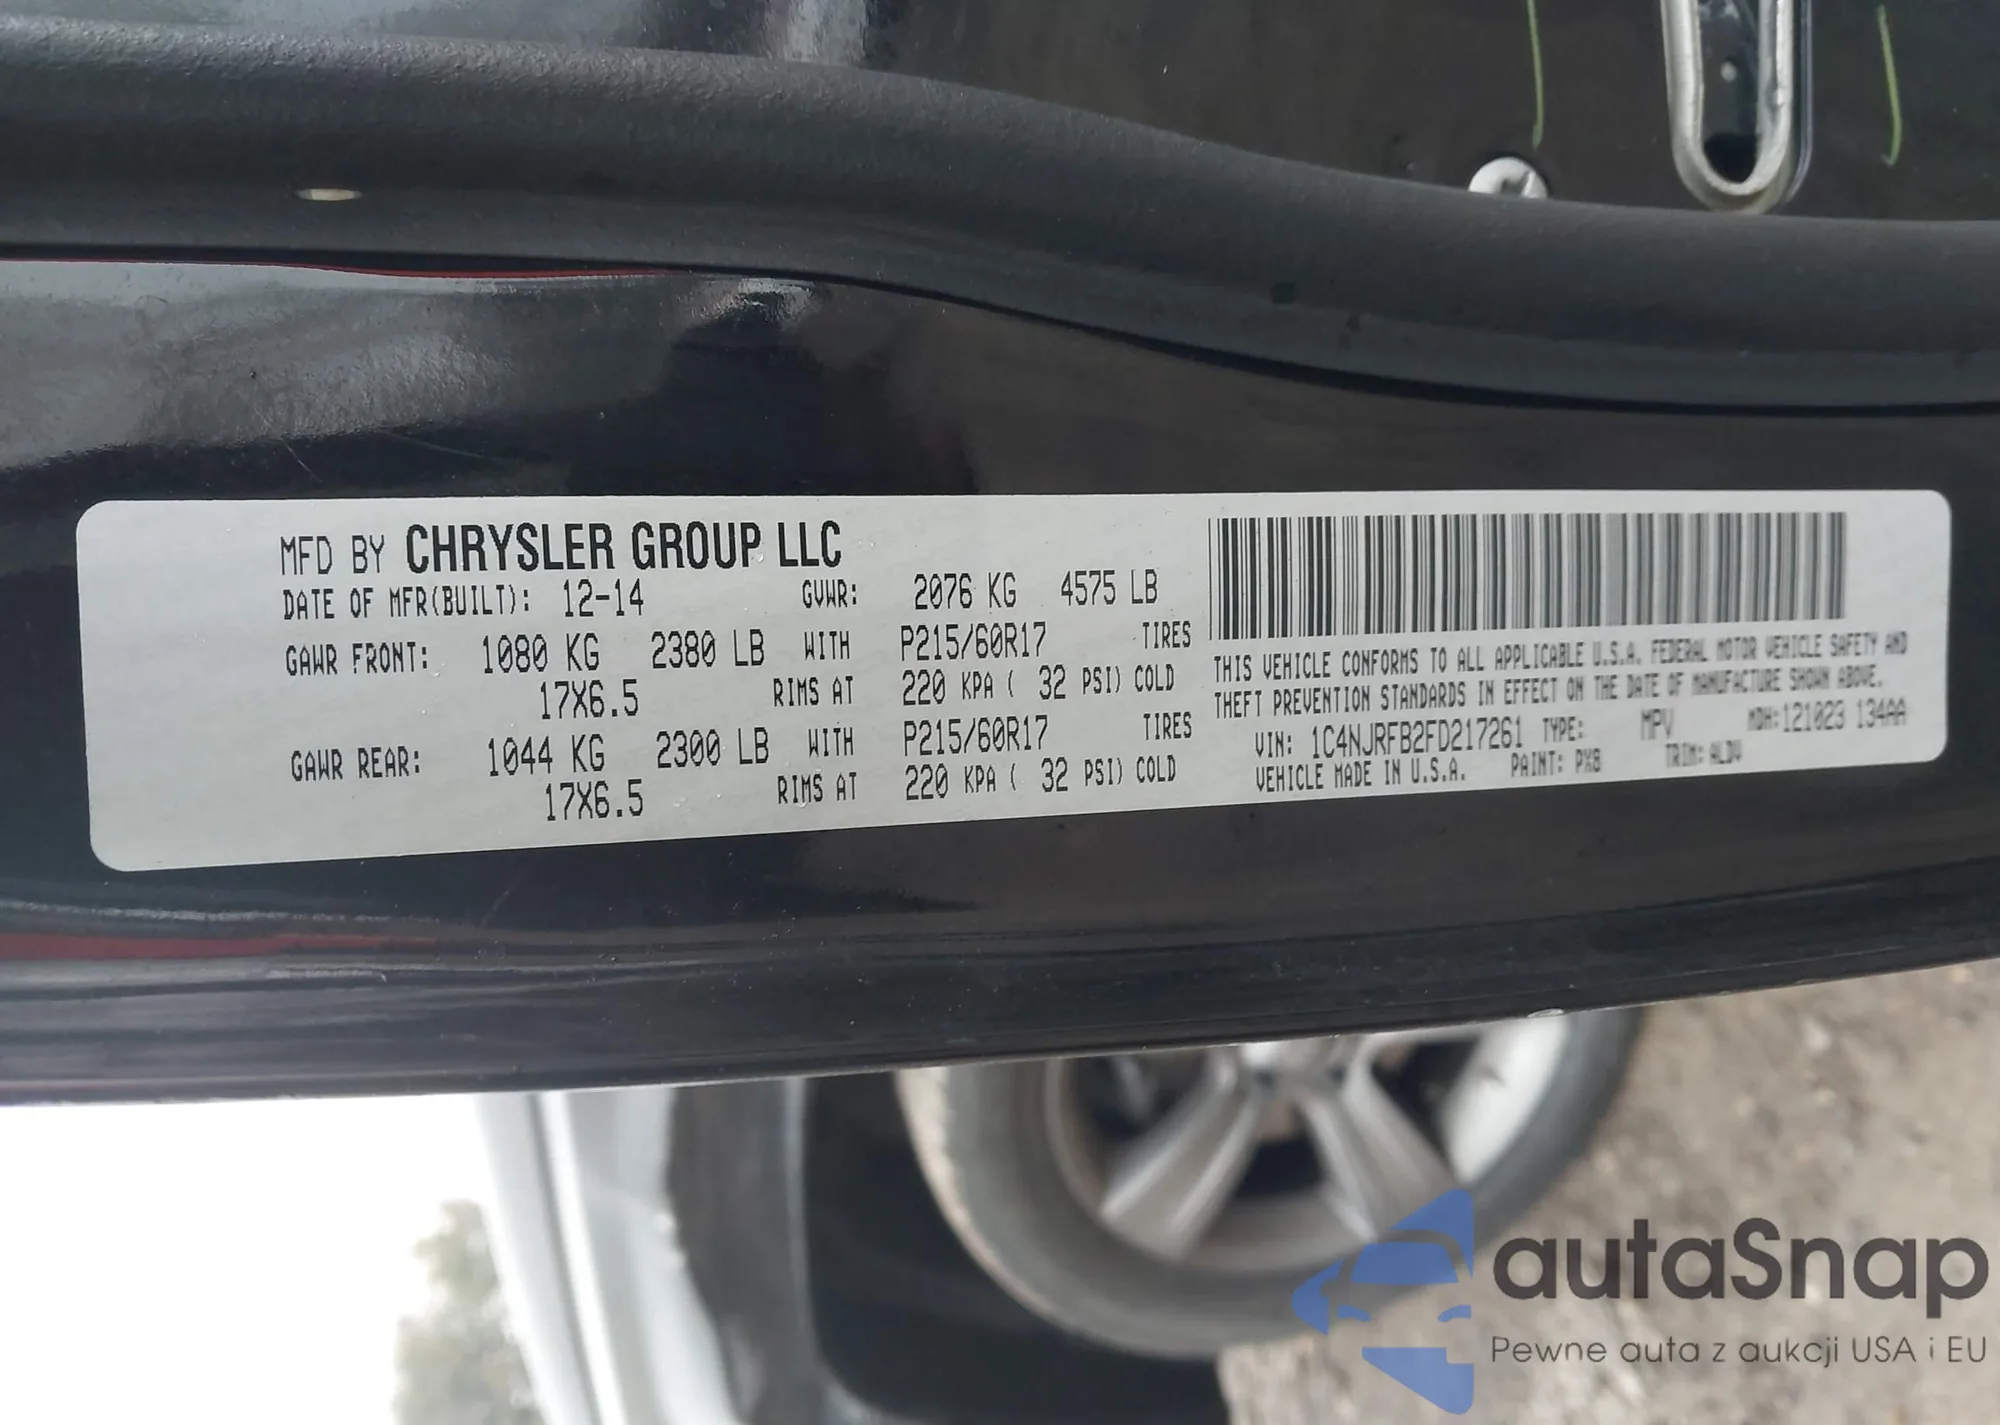 MFD BY CHRYSLER GROUP LLC
DATE OF MFR(BUILT): 12-14 GVWR: 2076 KG 4575 LB
GAWR FRONT: 1080 KG 2380 LB WITH P215/60R17 TIRES
17X6.5 RIMS AT 220 KPA ( 32 PSI) COLD
GAWR REAR: 1044 KG 2300 LB WITH P215/60R17 TIRES
17X6.5 RIMS AT 220 KPA ( 32 PSI) COLD
THIS VEHICLE CONFORMS TO ALL APPLICABLE U.S.A. FEDERAL MOTOR VEHICLE SAFETY AND
THEFT PREVENTION STANDARDS IN EFFECT ON THE DATE OF MANUFACTURE SHOWN ABOVE.
VIN: 1C4NJRFB2FD217261 TYPE: MPV MDH:121023 134AA
VEHICLE MADE IN U.S.A. PAINT: PX8 TRIM: ALDV
autaSnap
Pewne auta z aukcji USA i EU